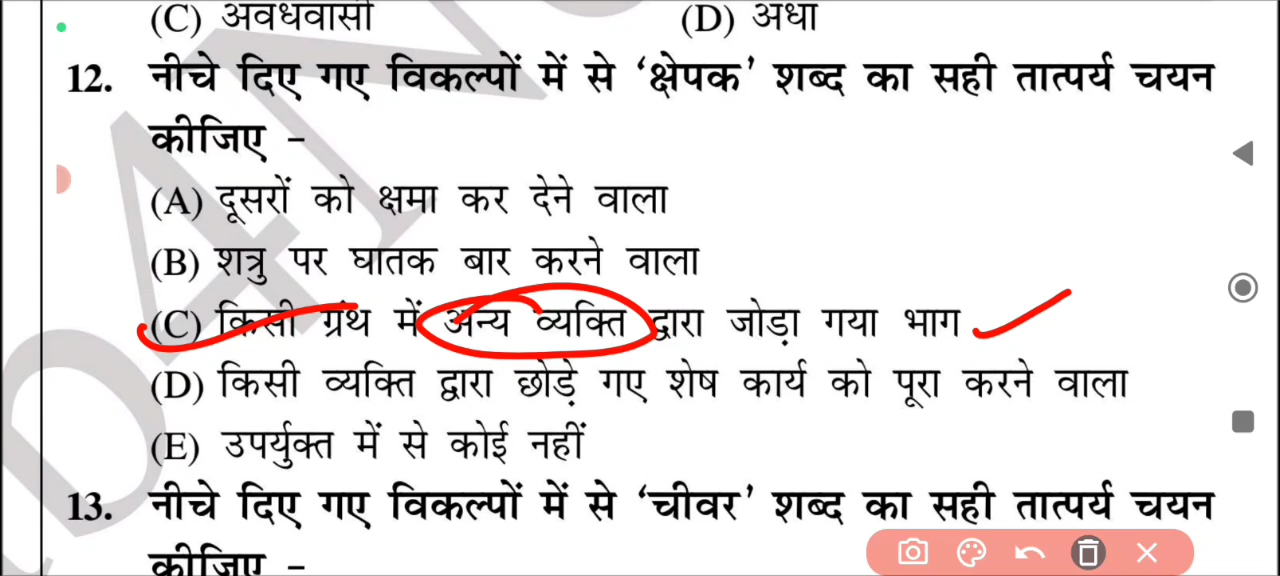 (C) अवधवासी (D) अधा
12. नीचे दिए गए विकल्पों में से ‘क्षेपक’ शब्द का सही तात्पर्य चयन
कीजिए –
(A) दूसरों को क्षमा कर देने वाला
(B) शत्रु पर घातक बार करने वाला
(C) किसी ग्रंथ में अन्य व्यक्ति द्वारा जोड़ा गया भाग
(D) किसी व्यक्ति द्वारा छोड़े गए शेष कार्य को पूरा करने वाला
(E) उपर्युक्त में से कोई नहीं
13. नीचे दिए गए विकल्पों में से ‘चीवर’ शब्द का सही तात्पर्य चयन
कीजिए –